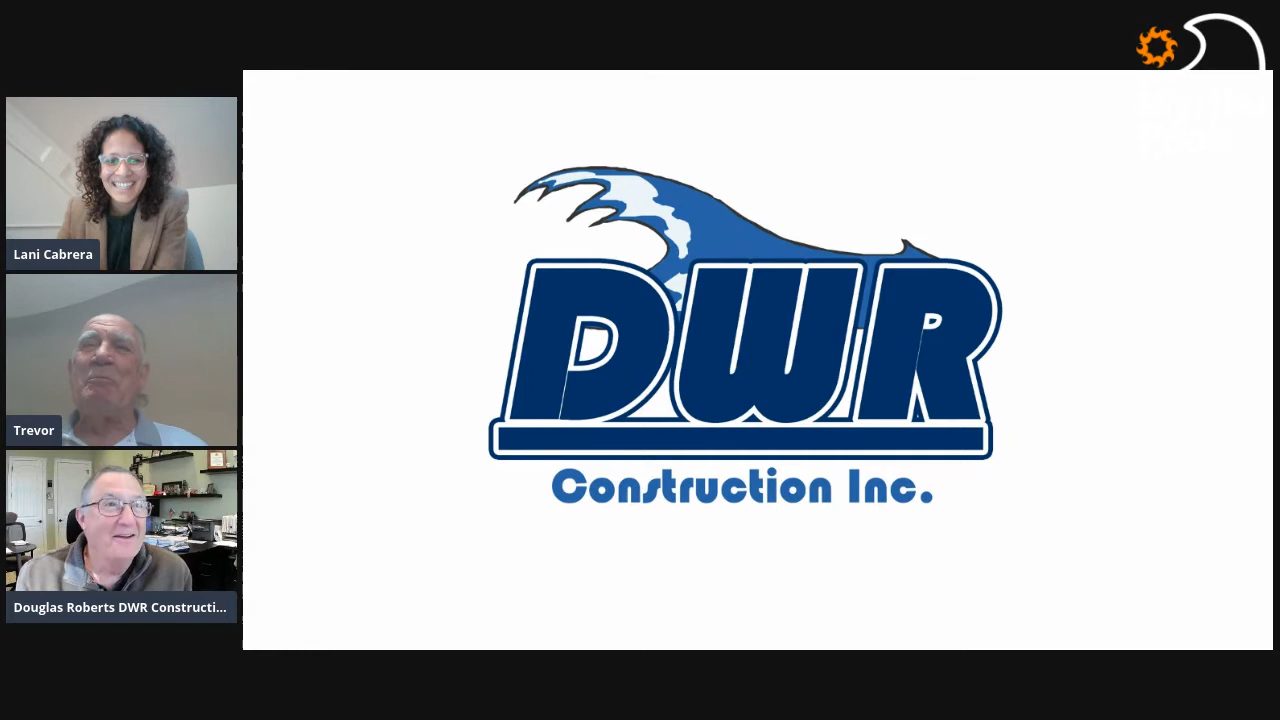 Lani Cabrera
Trevor
Douglas Roberts DWR Constructi...
DWR
Construction Inc.